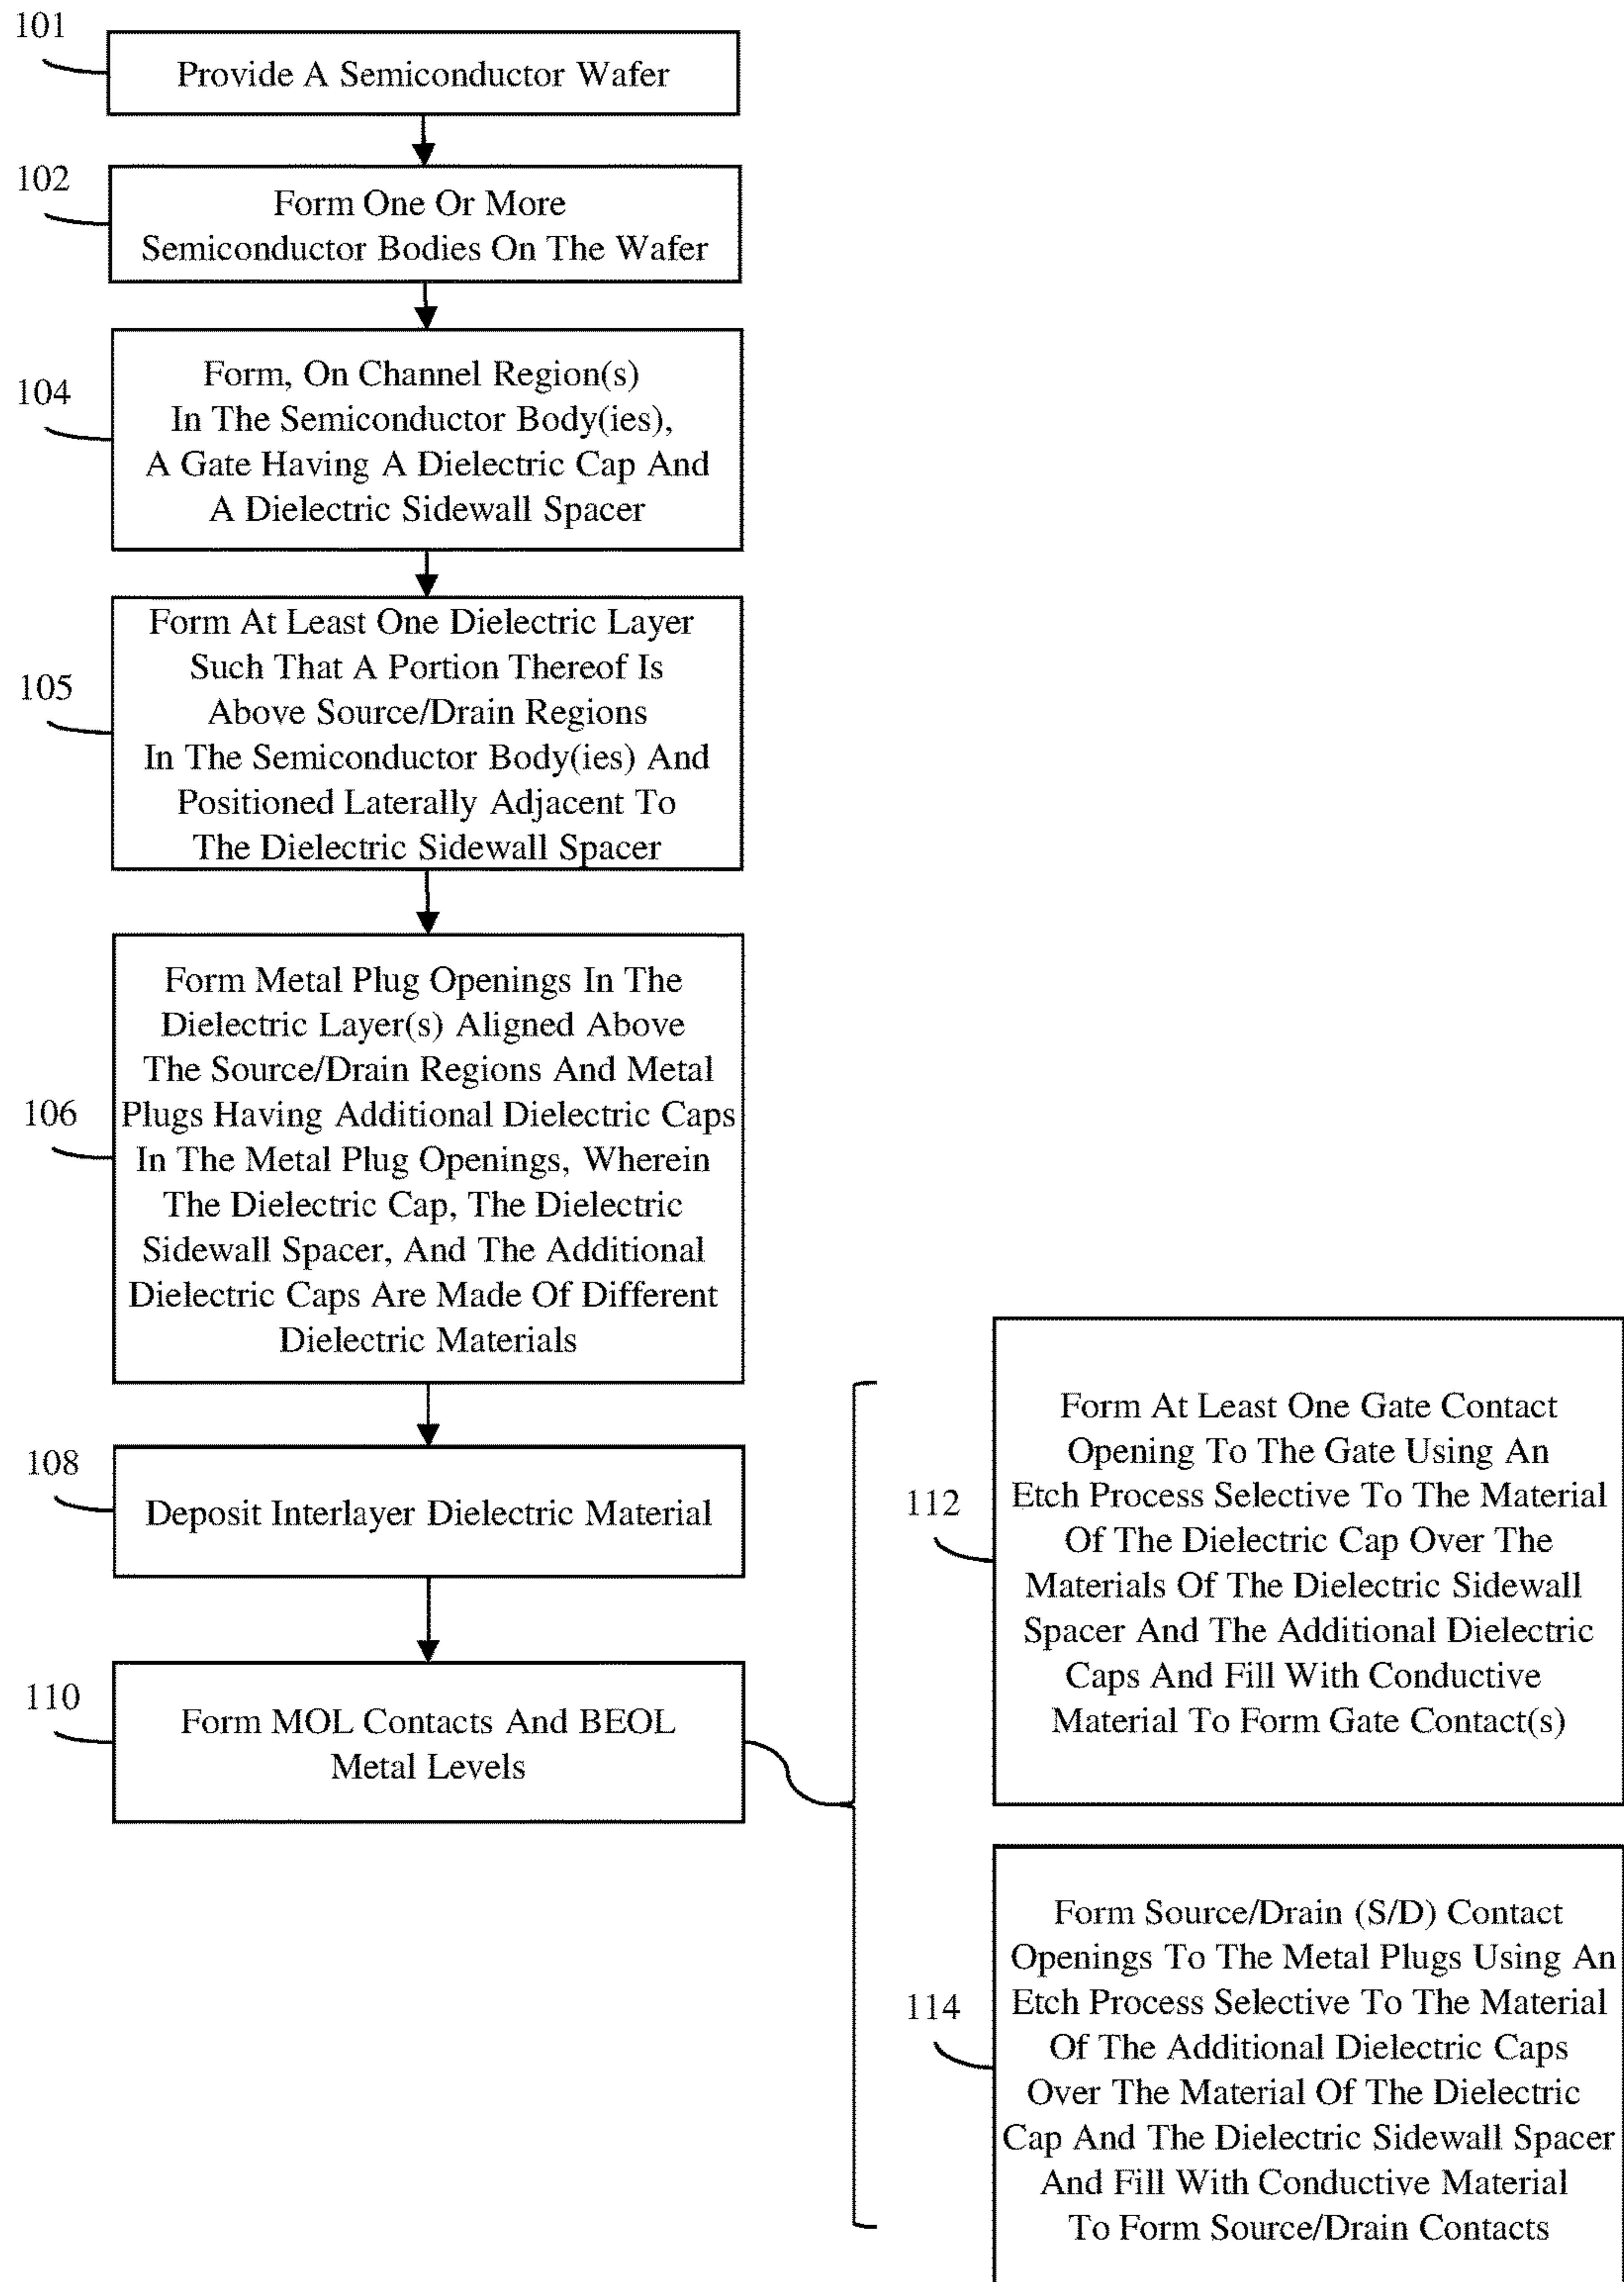 101
Provide A Semiconductor Wafer
102
Form One Or More
Semiconductor Bodies On The Wafer
104
Form, On Channel Region(s)
In The Semiconductor Body(ies),
A Gate Having A Dielectric Cap And
A Dielectric Sidewall Spacer
105
Form At Least One Dielectric Layer
Such That A Portion Thereof Is
Above Source/Drain Regions
In The Semiconductor Body(ies) And
Positioned Laterally Adjacent To
The Dielectric Sidewall Spacer
106
Form Metal Plug Openings In The
Dielectric Layer(s) Aligned Above
The Source/Drain Regions And Metal
Plugs Having Additional Dielectric Caps
In The Metal Plug Openings, Wherein
The Dielectric Cap, The Dielectric
Sidewall Spacer, And The Additional
Dielectric Caps Are Made Of Different
Dielectric Materials
108
Deposit Interlayer Dielectric Material
110
Form MOL Contacts And BEOL
Metal Levels
112
Form At Least One Gate Contact
Opening To The Gate Using An
Etch Process Selective To The Material
Of The Dielectric Cap Over The
Materials Of The Dielectric Sidewall
Spacer And The Additional Dielectric
Caps And Fill With Conductive
Material To Form Gate Contact(s)
114
Form Source/Drain (S/D) Contact
Openings To The Metal Plugs Using An
Etch Process Selective To The Material
Of The Additional Dielectric Caps
Over The Material Of The Dielectric
Cap And The Dielectric Sidewall Spacer
And Fill With Conductive Material
To Form Source/Drain Contacts